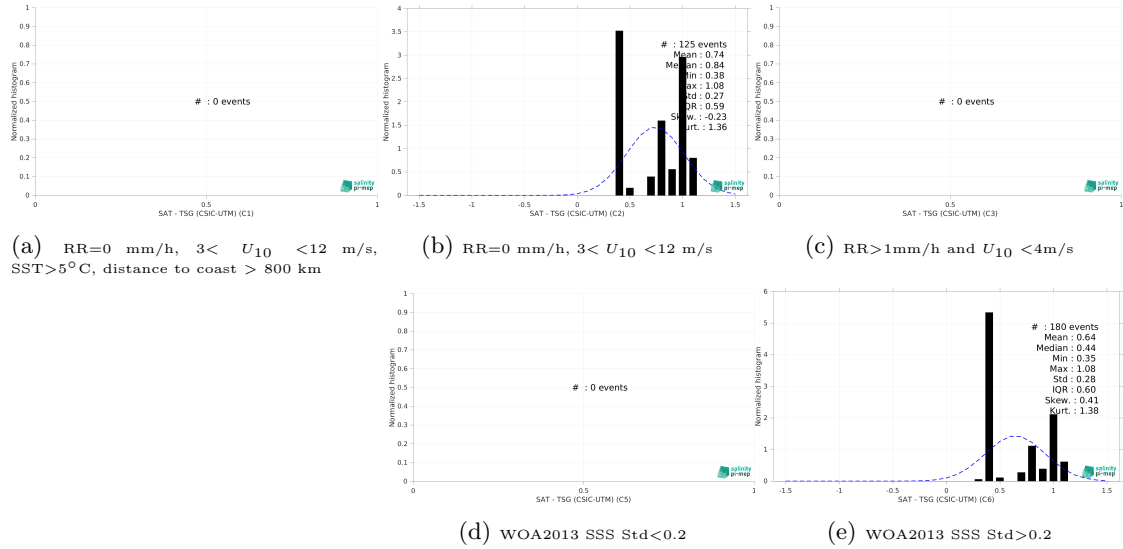 1
0.9
0.8
0.7
0.6
0.5
0.4
0.3
0.2
0.1
0
Normalized histogram
# : 0 events
salinity
pi-mep
0 0.5 1
SAT - TSG (CSIC-UTM) (C1)
(a) RR=0 mm/h, 3< U10 <12 m/s,
SST>5°C, distance to coast > 800 km
4
3.5
3
2.5
2
1.5
1
0.5
0
Normalized histogram
# : 125 events
Mean : 0.74
Median : 0.84
Min : 0.38
Max : 1.08
Std : 0.27
IQR : 0.59
Skew. : -0.23
Kurt. : 1.36
salinity
pi-mep
-1.5 -1 -0.5 0 0.5 1 1.5
SAT - TSG (CSIC-UTM) (C2)
(b) RR=0 mm/h, 3< U10 <12 m/s
1
0.9
0.8
0.7
0.6
0.5
0.4
0.3
0.2
0.1
0
Normalized histogram
# : 0 events
salinity
pi-mep
0 0.5 1
SAT - TSG (CSIC-UTM) (C3)
(c) RR>1mm/h and U10 <4m/s
1
0.9
0.8
0.7
0.6
0.5
0.4
0.3
0.2
0.1
0
Normalized histogram
# : 0 events
salinity
pi-mep
0 0.5 1
SAT - TSG (CSIC-UTM) (C5)
(d) WOA2013 SSS Std<0.2
6
5
4
3
2
1
0
Normalized histogram
# : 180 events
Mean : 0.64
Median : 0.44
Min : 0.35
Max : 1.08
Std : 0.28
IQR : 0.60
Skew. : 0.41
Kurt. : 1.38
salinity
pi-mep
-1.5 -1 -0.5 0 0.5 1 1.5
SAT - TSG (CSIC-UTM) (C6)
(e) WOA2013 SSS Std>0.2